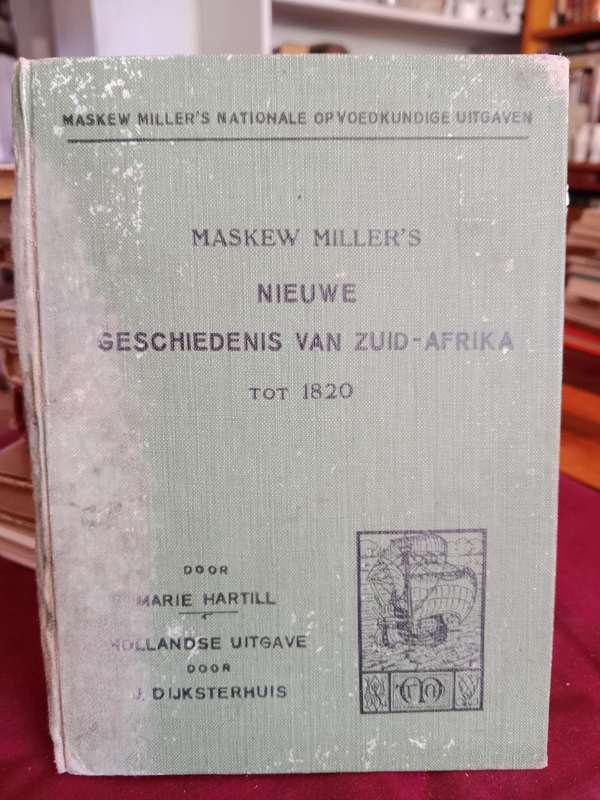 MASKEW MILLER'S NATIONALE OPVOEDKUNDIGE UITGAVEN
MASKEW MILLER'S
NIEUWE
GESCHIEDENIS VAN ZUID-AFRIKA
TOT 1820
DOOR
MARIE HARTILL
HOLLANDSE UITGAVE
DOOR
J. DIJKSTERHUIS